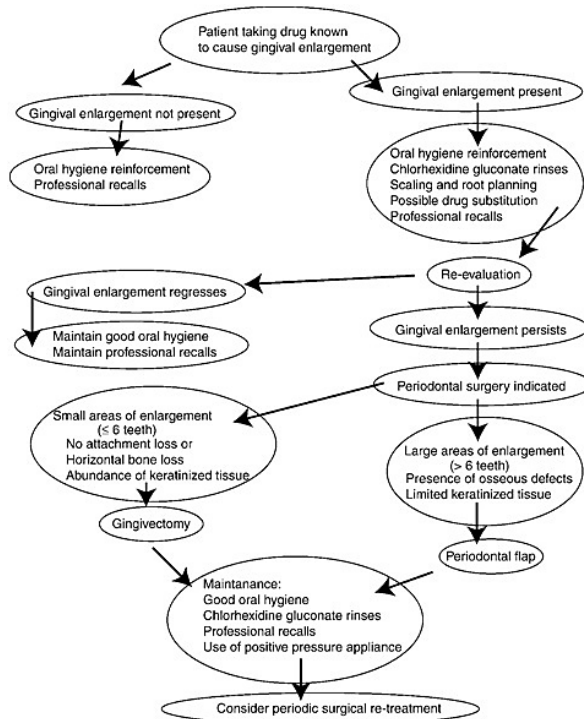 Patient taking drug known
to cause gingival enlargement
Gingival enlargement not present
Gingival enlargement present
Oral hygiene reinforcement
Professional recalls
Oral hygiene reinforcement
Chlorhexidine gluconate rinses
Scaling and root planning
Possible drug substitution
Professional recalls
Re-evaluation
Gingival enlargement regresses
Gingival enlargement persists
Maintain good oral hygiene
Maintain professional recalls
Periodontal surgery indicated
Small areas of enlargement
(≤ 6 teeth)
No attachment loss or
Horizontal bone loss
Abundance of keratinized tissue
Large areas of enlargement
(> 6 teeth)
Presence of osseous defects
Limited keratinized tissue
Gingivectomy
Periodontal flap
Maintanance:
Good oral hygiene
Chlorhexidine gluconate rinses
Professional recalls
Use of positive pressure appliance
Consider periodic surgical re-treatment